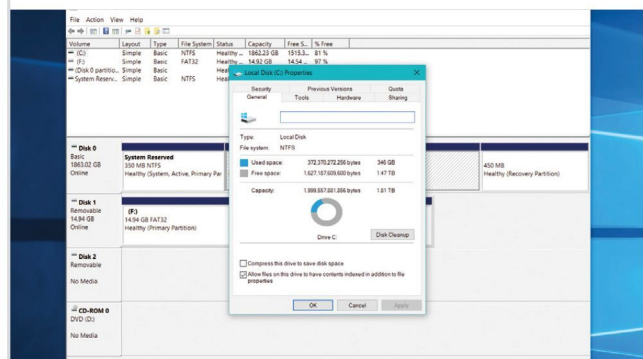 File Action View Help
Volume Layout Type File System Status Capacity Free S... % Free
(C:) Simple Basic NTFS Healthy ... 1862.23 GB 1515.3... 81 %
(F:) Simple Basic FAT32 Healthy ... 14.92 GB 14.54 ... 97 %
(Disk 0 partitio... Simple Basic Hea
System Reserv... Simple Basic NTFS Hea
Local Disk (C:) Properties
Security Previous Versions Quota
General Tools Hardware Sharing
Type: Local Disk
File system: NTFS
Used space: 372,370,272,256 bytes 346 GB
Free space: 1,627,187,609,600 bytes 1.47 TB
Capacity: 1,999,557,881,856 bytes 1.81 TB
Drive C:
Disk Cleanup
Compress this drive to save disk space
Allow files on this drive to have contents indexed in addition to file
properties
OK Cancel Apply
Disk 0
Basic
1863.02 GB
Online
System Reserved
350 MB NTFS
Healthy (System, Active, Primary Par
450 MB
Healthy (Recovery Partition)
Disk 1
Removable
14.94 GB
Online
(F:)
14.94 GB FAT32
Healthy (Primary Partition)
Disk 2
Removable
No Media
CD-ROM 0
DVD (D:)
No Media